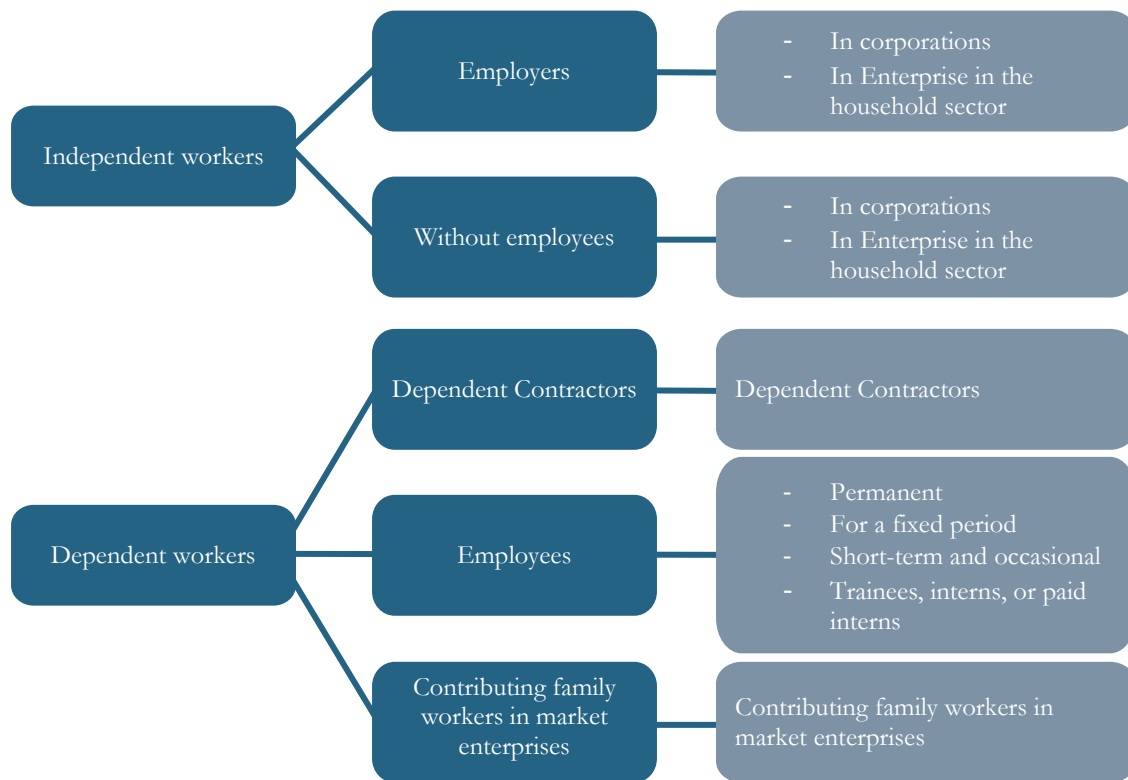 Independent workers
Employers
- In corporations
- In Enterprise in the
household sector
Without employees
- In corporations
- In Enterprise in the
household sector
Dependent workers
Dependent Contractors
Dependent Contractors
Employees
- Permanent
- For a fixed period
- Short-term and occasional
- Trainees, interns, or paid
interns
Contributing family
workers in market
enterprises
Contributing family workers in
market enterprises